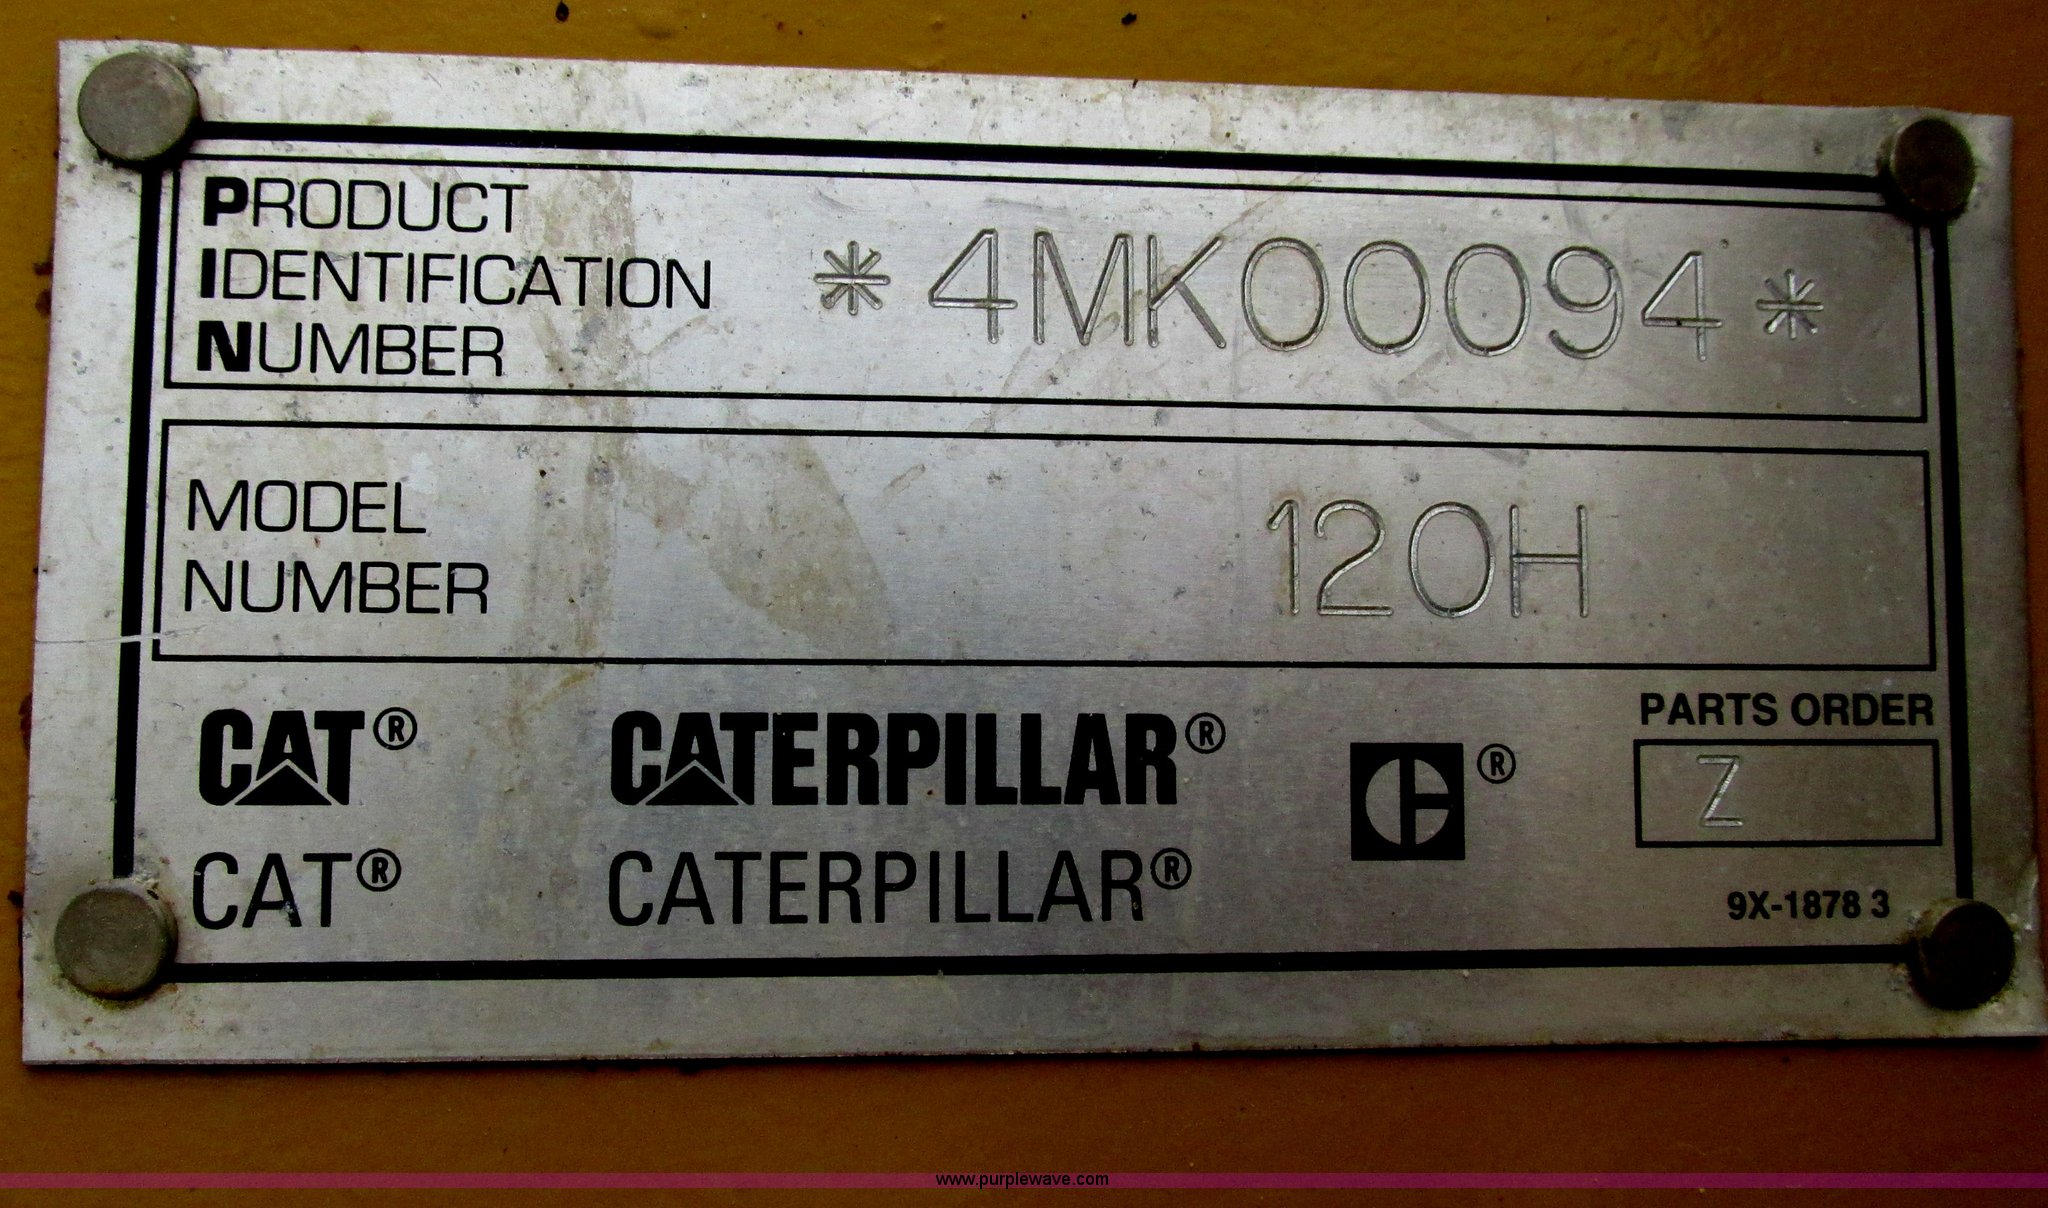 PRODUCT
IDENTIFICATION
NUMBER
*4MK00094*
MODEL
NUMBER
120H
CAT® CATERPILLAR® ®
PARTS ORDER
Z
CAT® CATERPILLAR®
9X-1878 3
www.purplewave.com